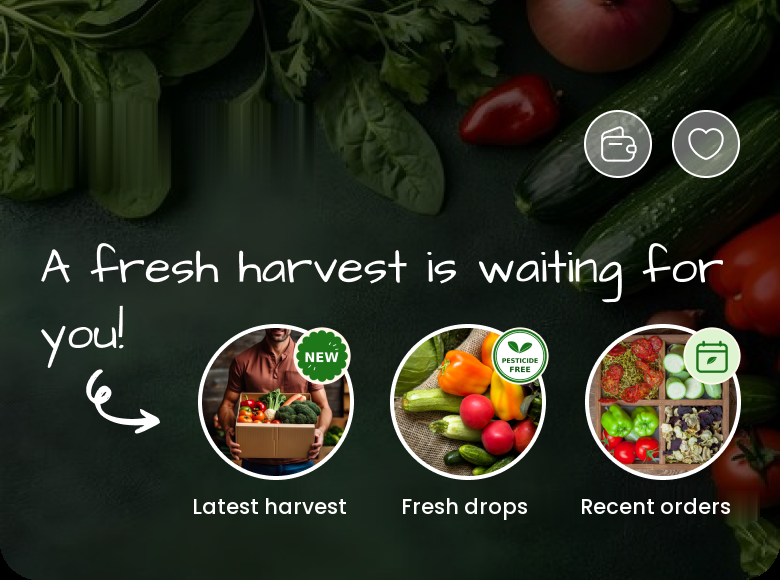 A fresh harvest is waiting for
you!
NEW
PESTICIDE
FREE
Latest harvest
Fresh drops
Recent orders